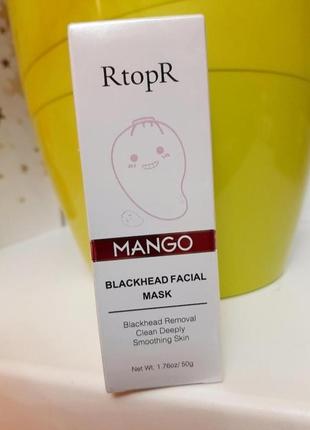 RtopR
MANGO
BLACKHEAD FACIAL
MASK
Blackhead Removal
Clean Deeply
Smoothing Skin
Net Wt. 1.76oz/ 50g